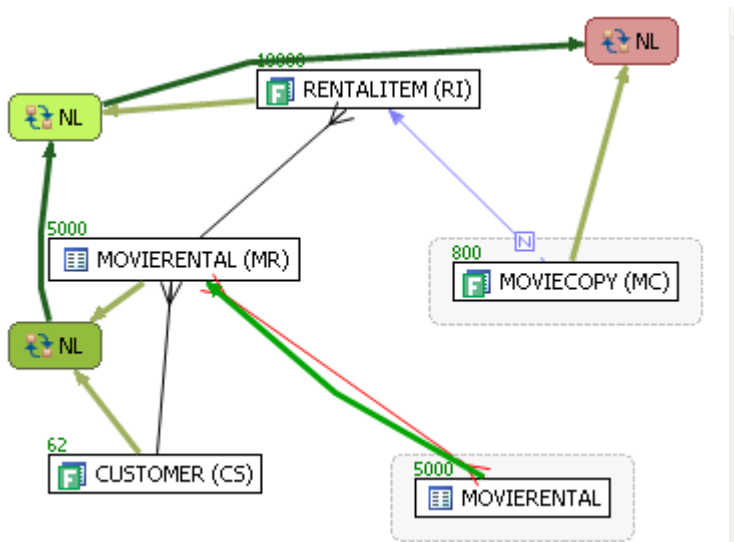 NL
10000
RENTALITEM (RI)
NL
5000
MOVIERENTAL (MR)
N
800
MOVIECOPY (MC)
NL
62
CUSTOMER (CS)
5000
MOVIERENTAL